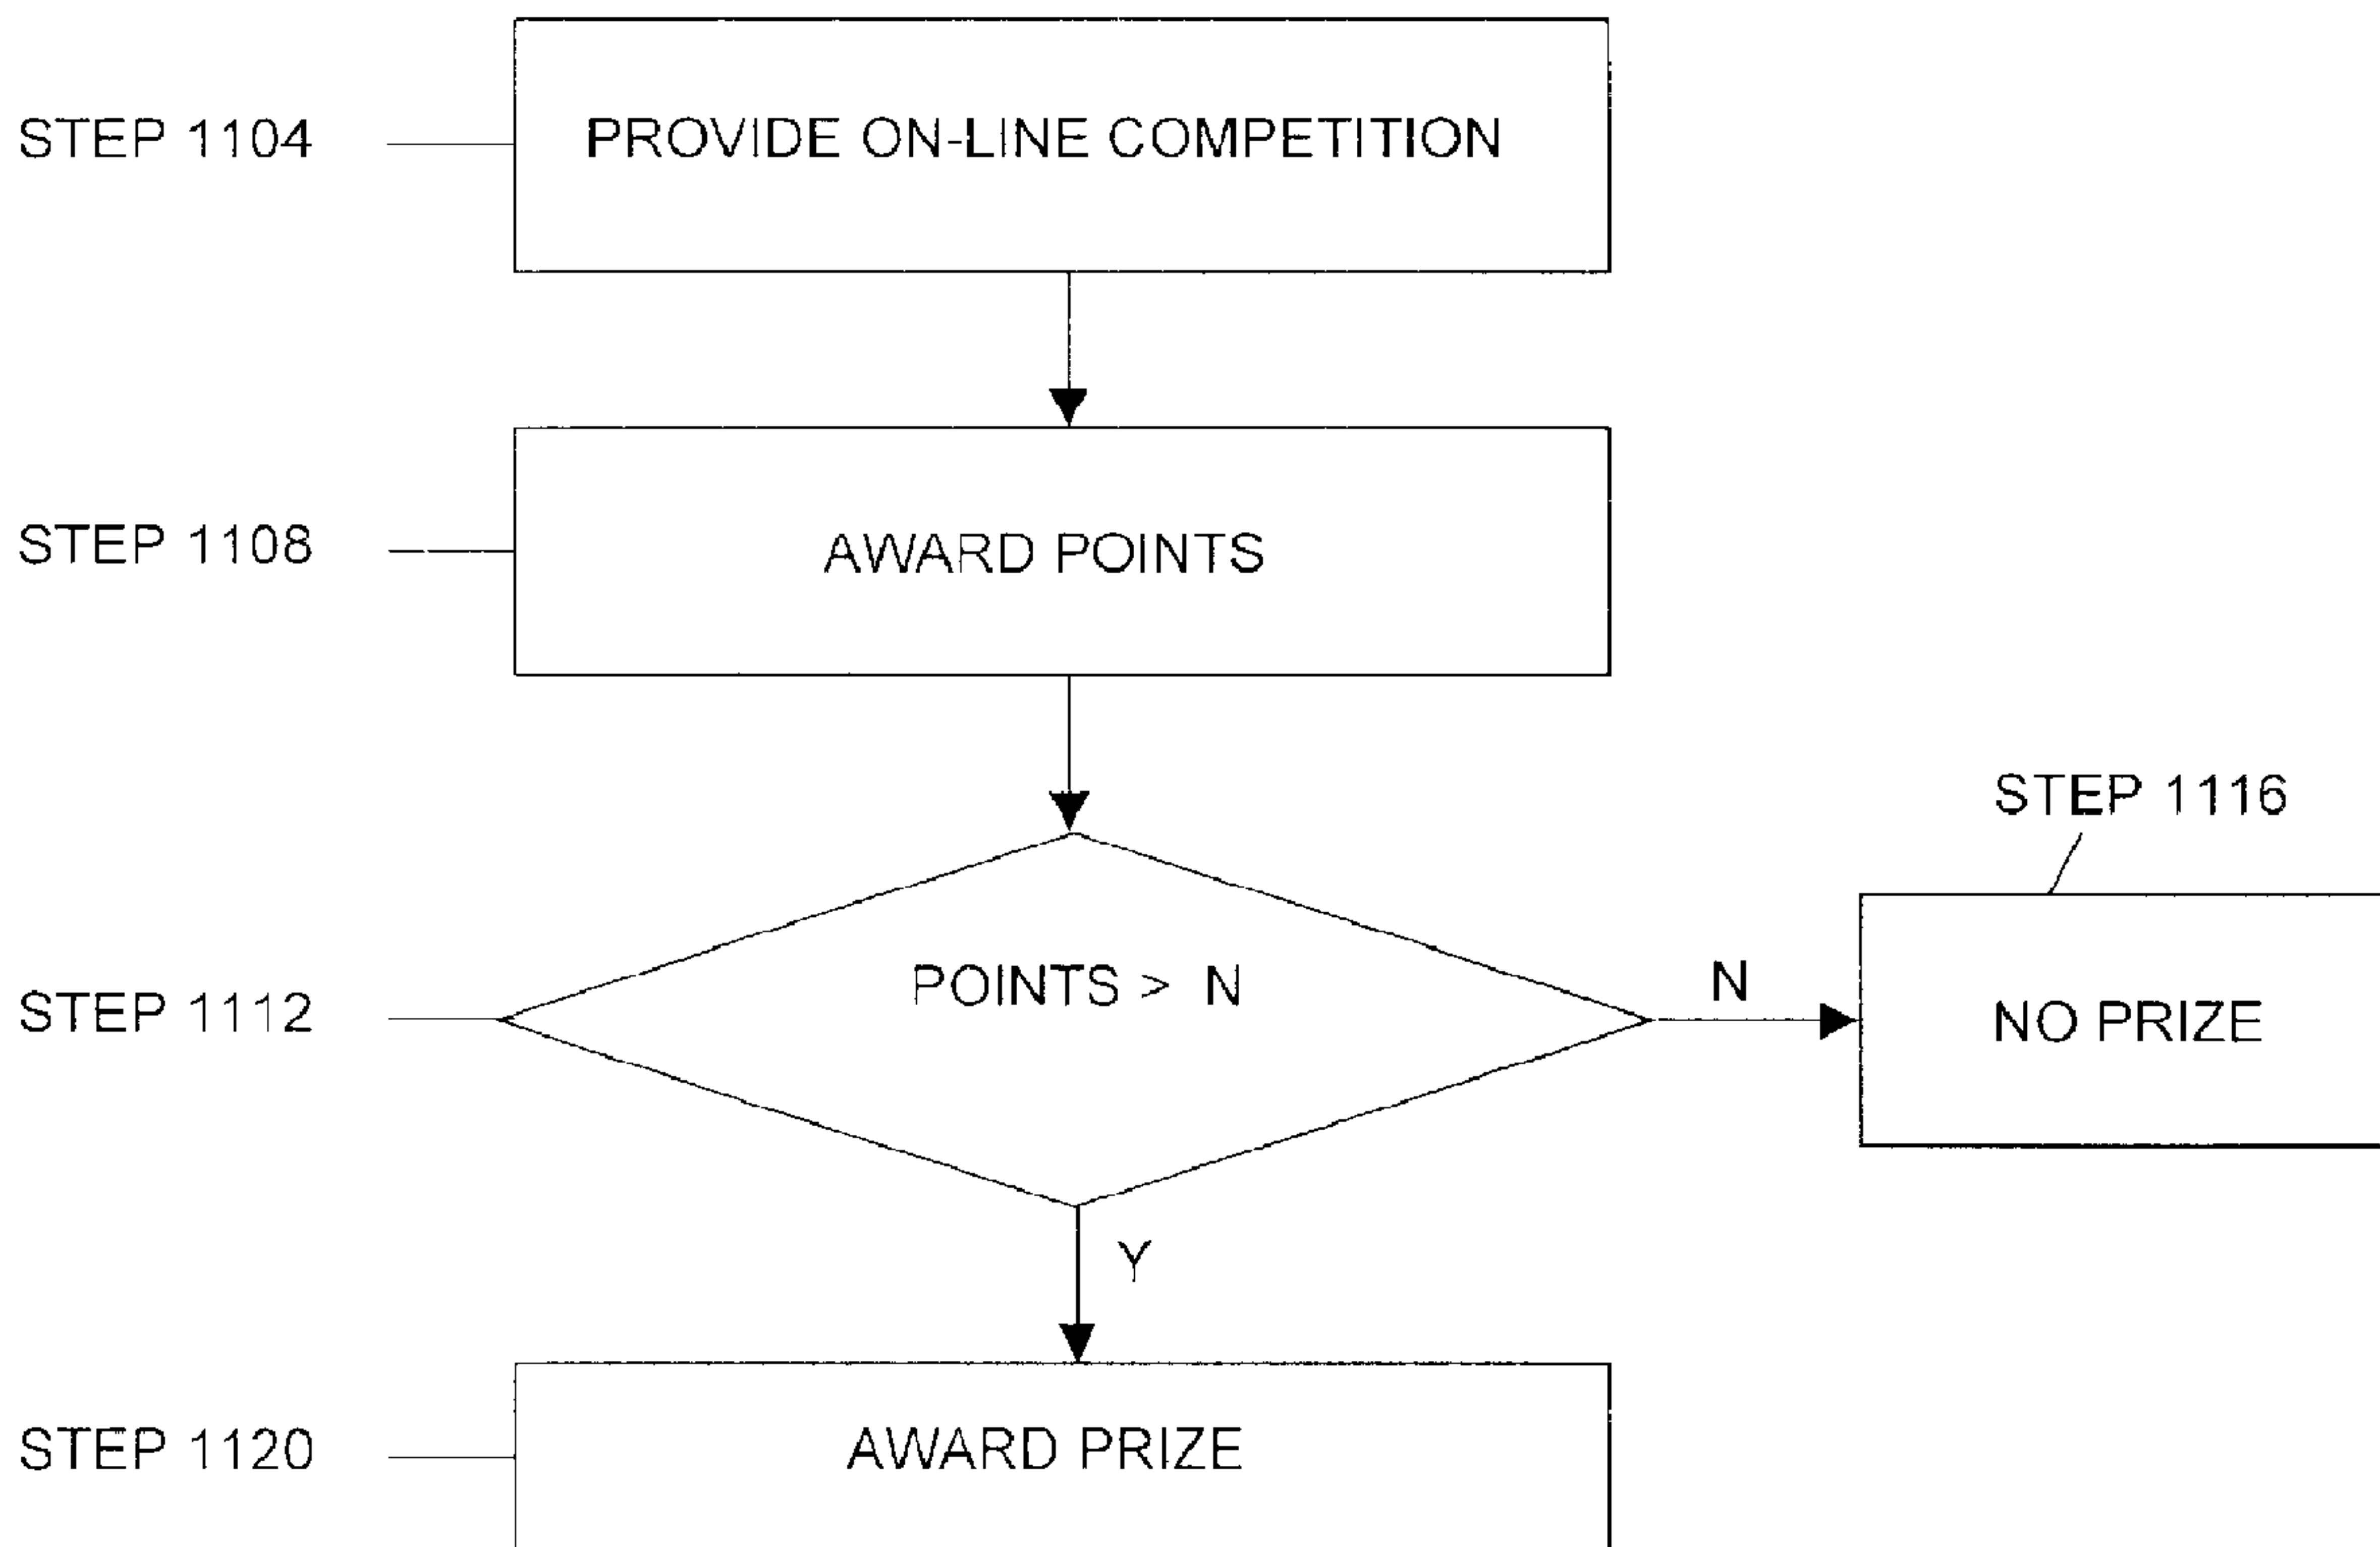 STEP 1104
PROVIDE ON-LINE COMPETITION
STEP 1108
AWARD POINTS
STEP 1116
STEP 1112
POINTS > N
N
NO PRIZE
Y
STEP 1120
AWARD PRIZE